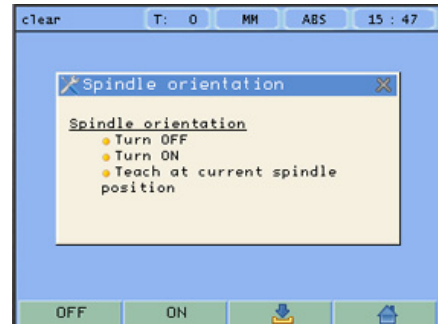 clear T: 0 MM ABS 15 : 47
Spindle orientation
Spindle orientation
Turn OFF
Turn ON
Teach at current spindle
position
OFF ON